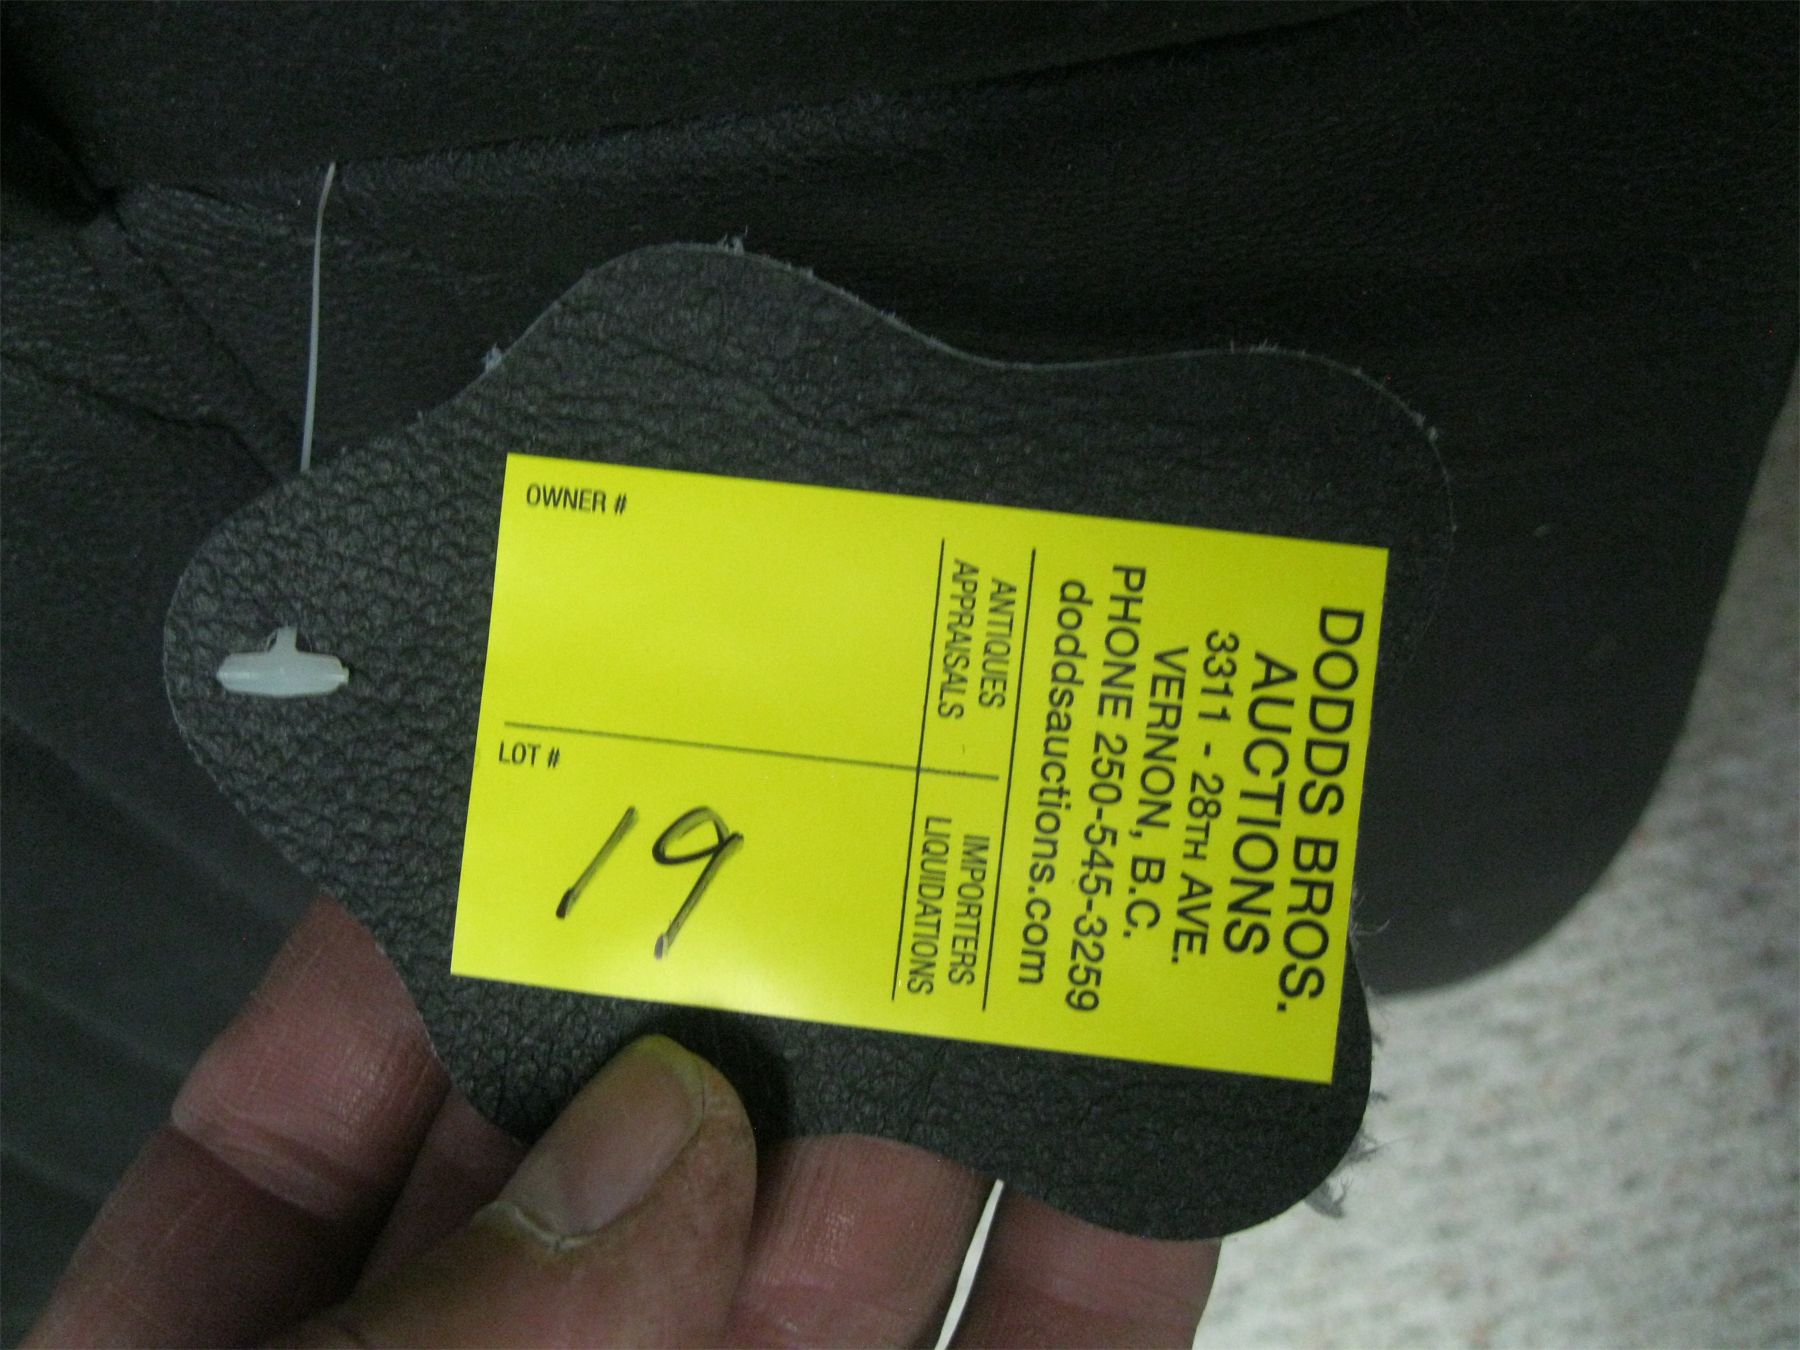 DODDS BROS.
AUCTIONS
3311 - 28TH AVE.
VERNON, B.C.
PHONE 250-545-3259
doddsauctions.com
ANTIQUES
APPRAISALS
IMPORTERS
LIQUIDATIONS
OWNER #
LOT #
19